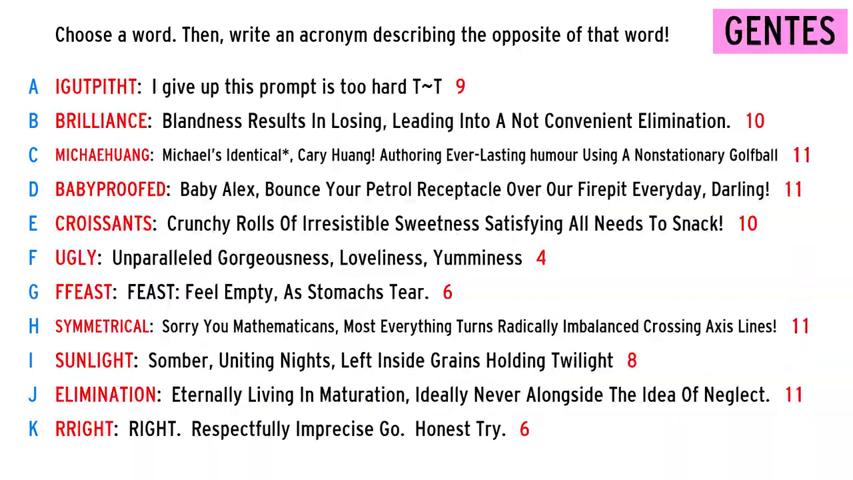 Choose a word. Then, write an acronym describing the opposite of that word!
GENTES
A IGUTPITHT: I give up this prompt is too hard T~T 9
B BRILLIANCE: Blandness Results In Losing, Leading Into A Not Convenient Elimination. 10
C MICHAEHUANG: Michael's Identical*, Cary Huang! Authoring Ever-Lasting humour Using A Nonstationary Golfball 11
D BABYPROOFED: Baby Alex, Bounce Your Petrol Receptacle Over Our Firepit Everyday, Darling! 11
E CROISSANTS: Crunchy Rolls Of Irresistible Sweetness Satisfying All Needs To Snack! 10
F UGLY: Unparalleled Gorgeousness, Loveliness, Yumminess 4
G FFEAST: FEAST: Feel Empty, As Stomachs Tear. 6
H SYMMETRICAL: Sorry You Mathematicans, Most Everything Turns Radically Imbalanced Crossing Axis Lines! 11
I SUNLIGHT: Somber, Uniting Nights, Left Inside Grains Holding Twilight 8
J ELIMINATION: Eternally Living In Maturation, Ideally Never Alongside The Idea Of Neglect. 11
K RRIGHT: RIGHT. Respectfully Imprecise Go. Honest Try. 6